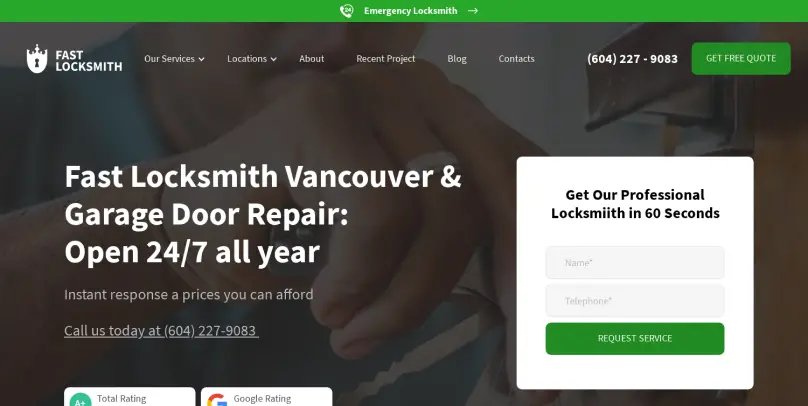 24
Emergency Locksmith
FAST
LOCKSMITH
Our Services
Locations
About
Recent Project
Blog
Contacts
(604) 227 - 9083
GET FREE QUOTE
Fast Locksmith Vancouver &
Garage Door Repair:
Open 24/7 all year
Instant response a prices you can afford
Call us today at (604) 227-9083
Get Our Professional
Locksmiith in 60 Seconds
Name*
Telephone*
REQUEST SERVICE
A+
Total Rating
Google Rating